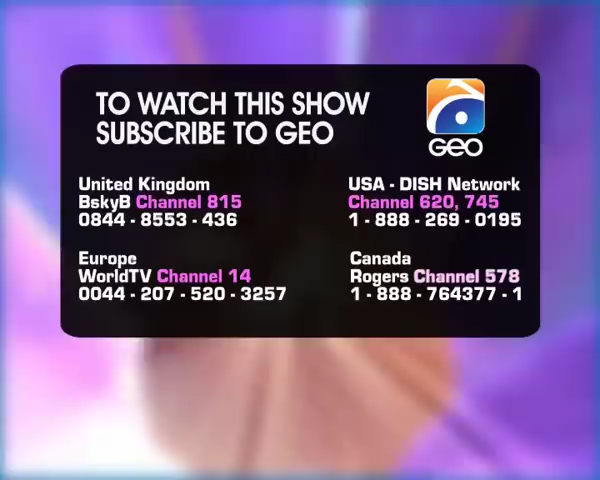 TO WATCH THIS SHOW
SUBSCRIBE TO GEO
GEO
United Kingdom
BskyB Channel 815
0844 - 8553 - 436
USA - DISH Network
Channel 620, 745
1 - 888 - 269 - 0195
Europe
WorldTV Channel 14
0044 - 207 - 520 - 3257
Canada
Rogers Channel 578
1 - 888 - 764377 - 1